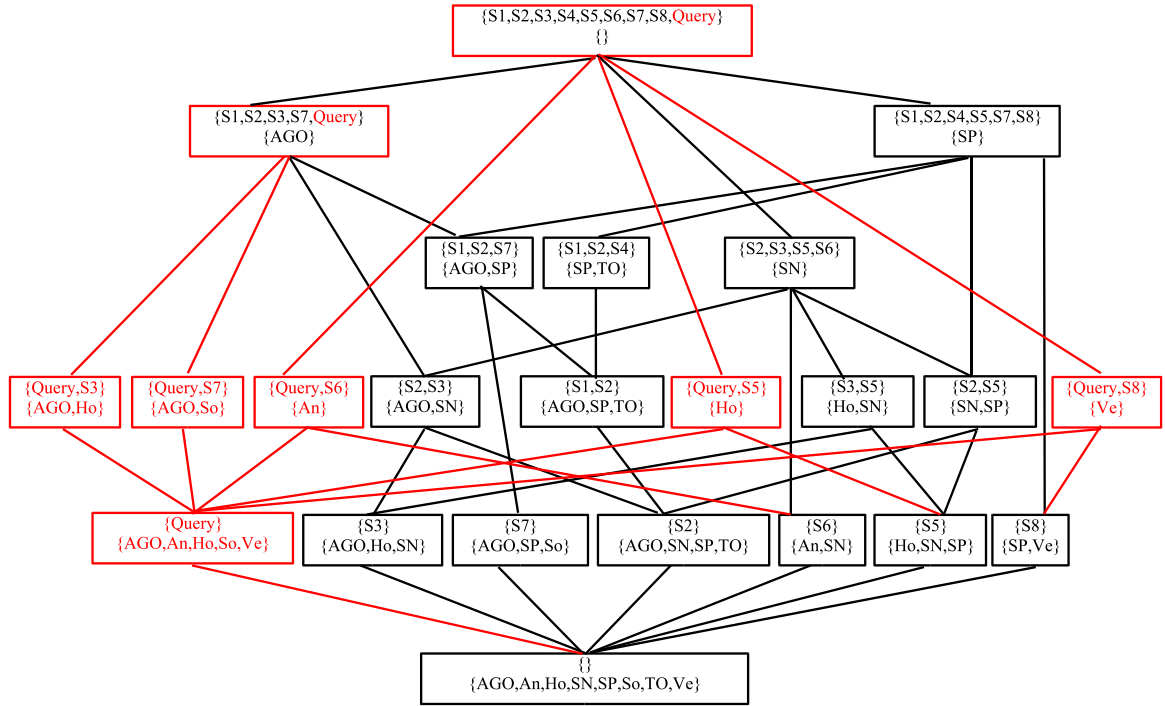 {S1,S2,S3,S4,S5,S6,S7,S8,Query}
{}
{S1,S2,S3,S7,Query}
{AGO}
{S1,S2,S4,S5,S7,S8}
{SP}
{S1,S2,S7}
{AGO,SP}
{S1,S2,S4}
{SP,TO}
{S2,S3,S5,S6}
{SN}
{Query,S3}
{AGO,Ho}
{Query,S7}
{AGO,So}
{Query,S6}
{An}
{S2,S3}
{AGO,SN}
{S1,S2}
{AGO,SP,TO}
{Query,S5}
{Ho}
{S3,S5}
{Ho,SN}
{S2,S5}
{SN,SP}
{Query,S8}
{Ve}
{Query}
{AGO,An,Ho,So,Ve}
{S3}
{AGO,Ho,SN}
{S7}
{AGO,SP,So}
{S2}
{AGO,SN,SP,TO}
{S6}
{An,SN}
{S5}
{Ho,SN,SP}
{S8}
{SP,Ve}
{}
{AGO,An,Ho,SN,SP,So,TO,Ve}